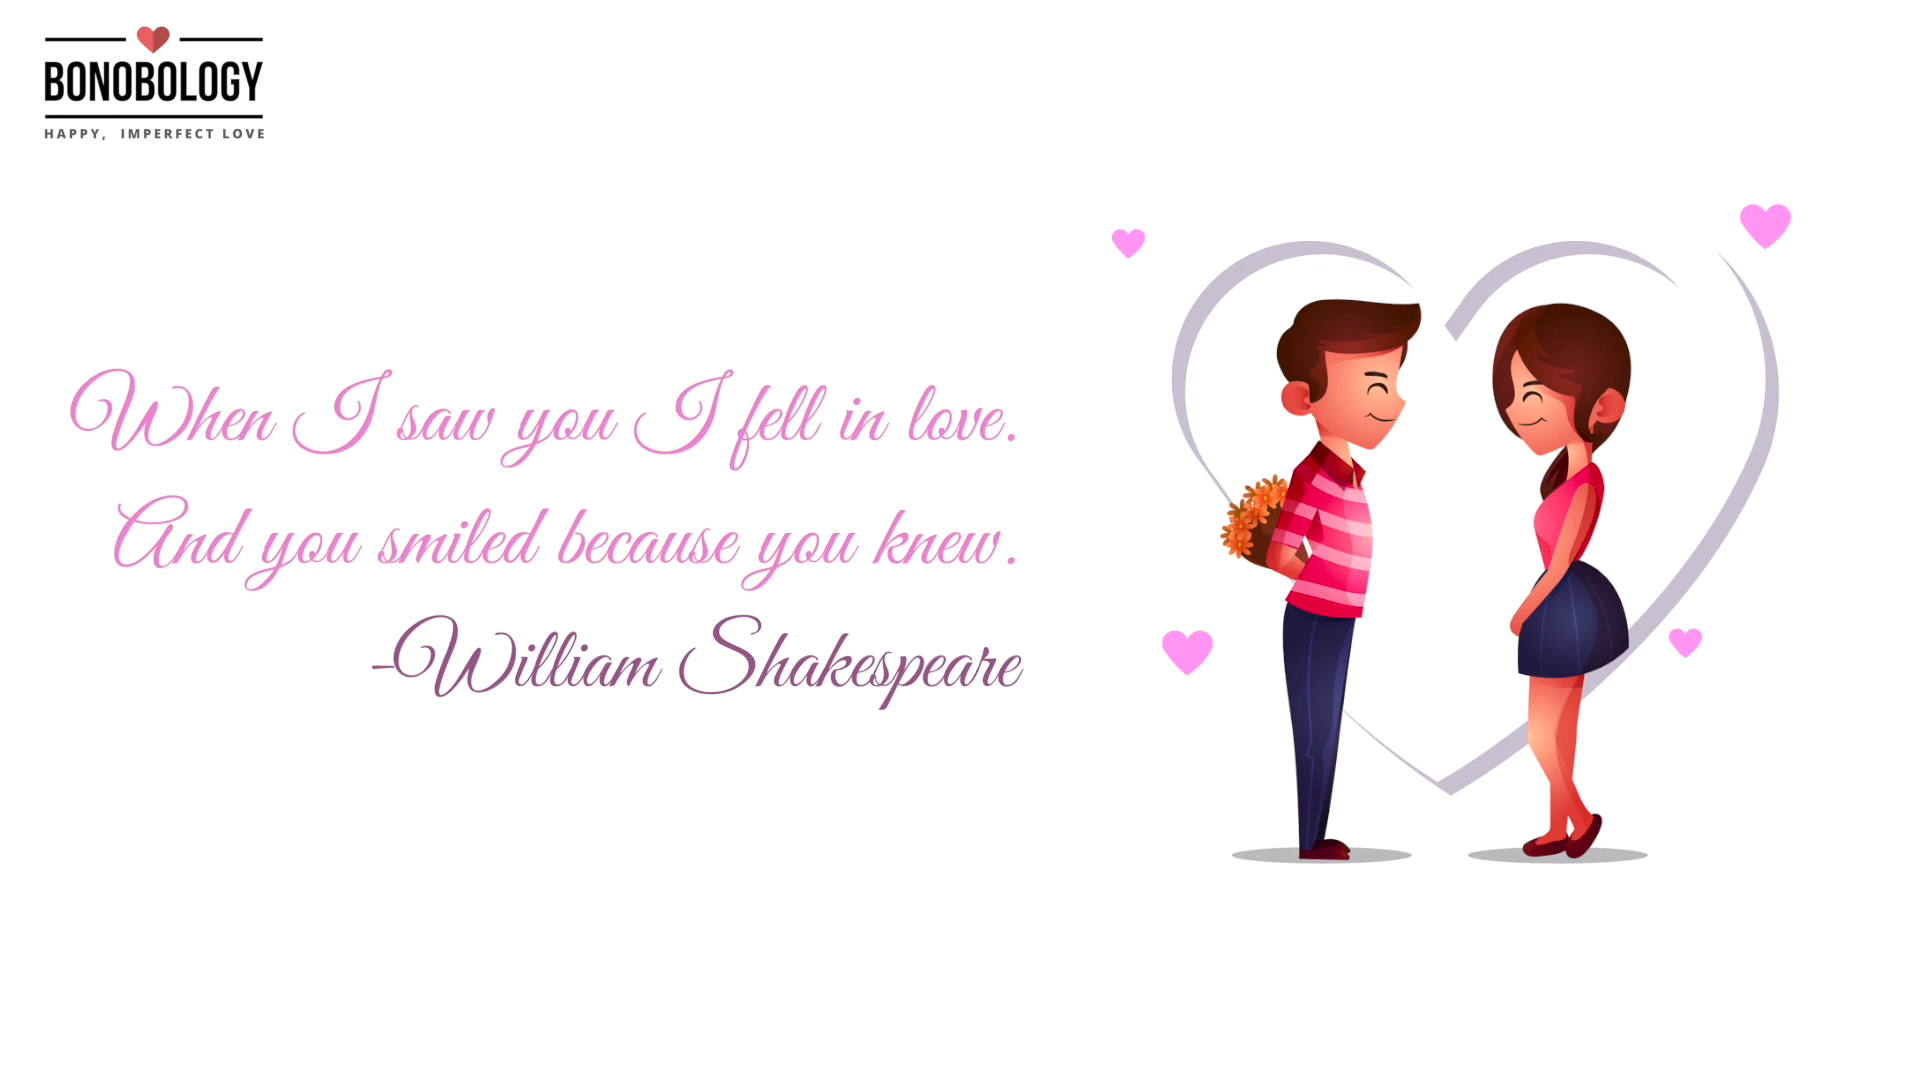 BONOBOLOGY
HAPPY, IMPERFECT LOVE
When I saw you I fell in love.
And you smiled because you knew.
-William Shakespeare